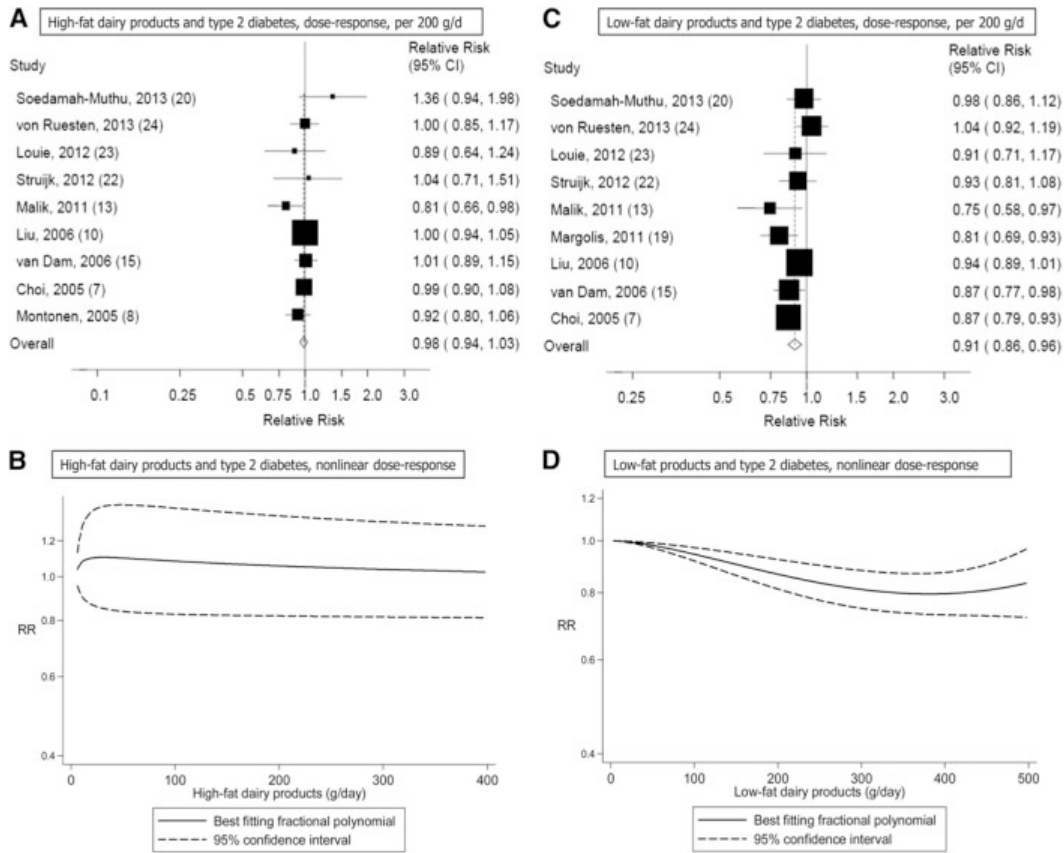 A
High-fat dairy products and type 2 diabetes, dose-response, per 200 g/d
Relative Risk
Study
(95% CI)
Soedamah-Muthu, 2013 (20)
1.36 ( 0.94, 1.98)
von Ruesten, 2013 (24)
1.00 ( 0.85, 1.17)
Louie, 2012 (23)
0.89 ( 0.64, 1.24)
Struijk, 2012 (22)
1.04 ( 0.71, 1.51)
Malik, 2011 (13)
0.81 ( 0.66, 0.98)
Liu, 2006 (10)
1.00 ( 0.94, 1.05)
van Dam, 2006 (15)
1.01 ( 0.89, 1.15)
Choi, 2005 (7)
0.99 ( 0.90, 1.08)
Montonen, 2005 (8)
0.92 ( 0.80, 1.06)
Overall
0.98 ( 0.94, 1.03)
0.1 0.25 0.5 0.75 1.0 1.5 2.0 3.0
Relative Risk
C
Low-fat dairy products and type 2 diabetes, dose-response, per 200 g/d
Relative Risk
Study
(95% CI)
Soedamah-Muthu, 2013 (20)
0.98 ( 0.86, 1.12)
von Ruesten, 2013 (24)
1.04 ( 0.92, 1.19)
Louie, 2012 (23)
0.91 ( 0.71, 1.17)
Struijk, 2012 (22)
0.93 ( 0.81, 1.08)
Malik, 2011 (13)
0.75 ( 0.58, 0.97)
Margolis, 2011 (19)
0.81 ( 0.69, 0.93)
Liu, 2006 (10)
0.94 ( 0.89, 1.01)
van Dam, 2006 (15)
0.87 ( 0.77, 0.98)
Choi, 2005 (7)
0.87 ( 0.79, 0.93)
Overall
0.91 ( 0.86, 0.96)
0.25 0.5 0.75 1.0 1.5 2.0 3.0
Relative Risk
B
High-fat dairy products and type 2 diabetes, nonlinear dose-response
1.2
1.0
0.8
RR
0.6
0.4
0 100 200 300 400
High-fat dairy products (g/day)
Best fitting fractional polynomial
95% confidence interval
D
Low-fat products and type 2 diabetes, nonlinear dose-response
1.2
1.0
0.8
RR
0.6
0.4
0 100 200 300 400 500
Low-fat dairy products (g/day)
Best fitting fractional polynomial
95% confidence interval